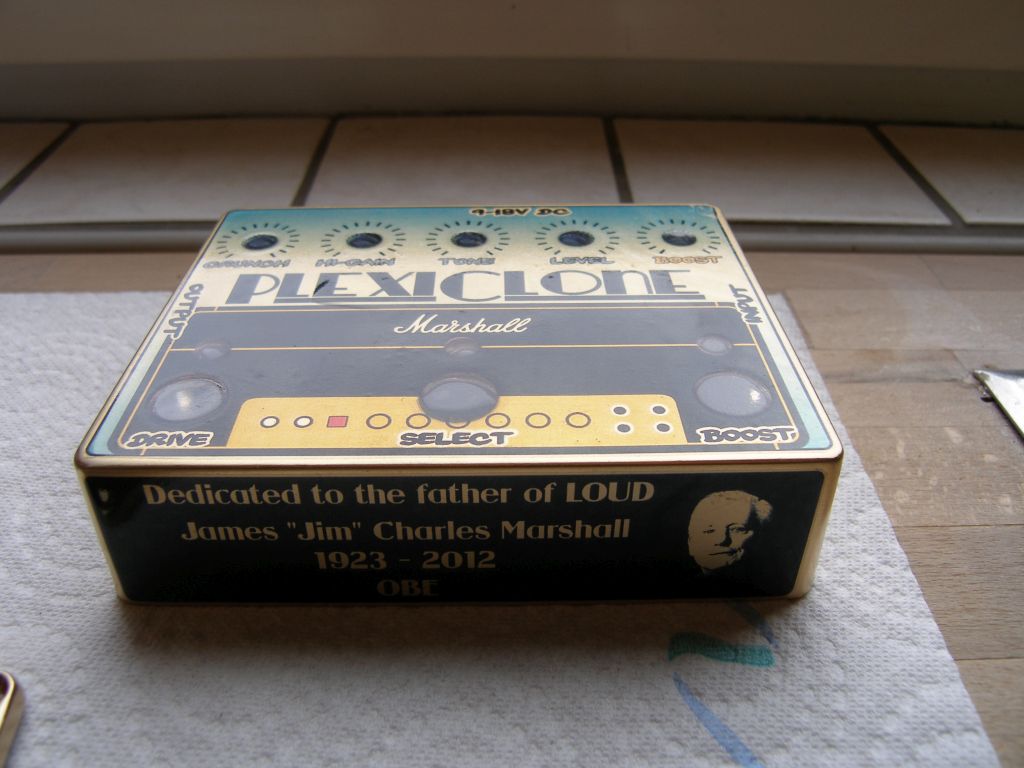 9-18V DC
CRUNCH HI-GAIN TONE LEVEL BOOST
PLEXICLONE
OUTPUT
INPUT
Marshall
DRIVE SELECT BOOST
Dedicated to the father of LOUD
James "Jim" Charles Marshall
1923 - 2012
OBE